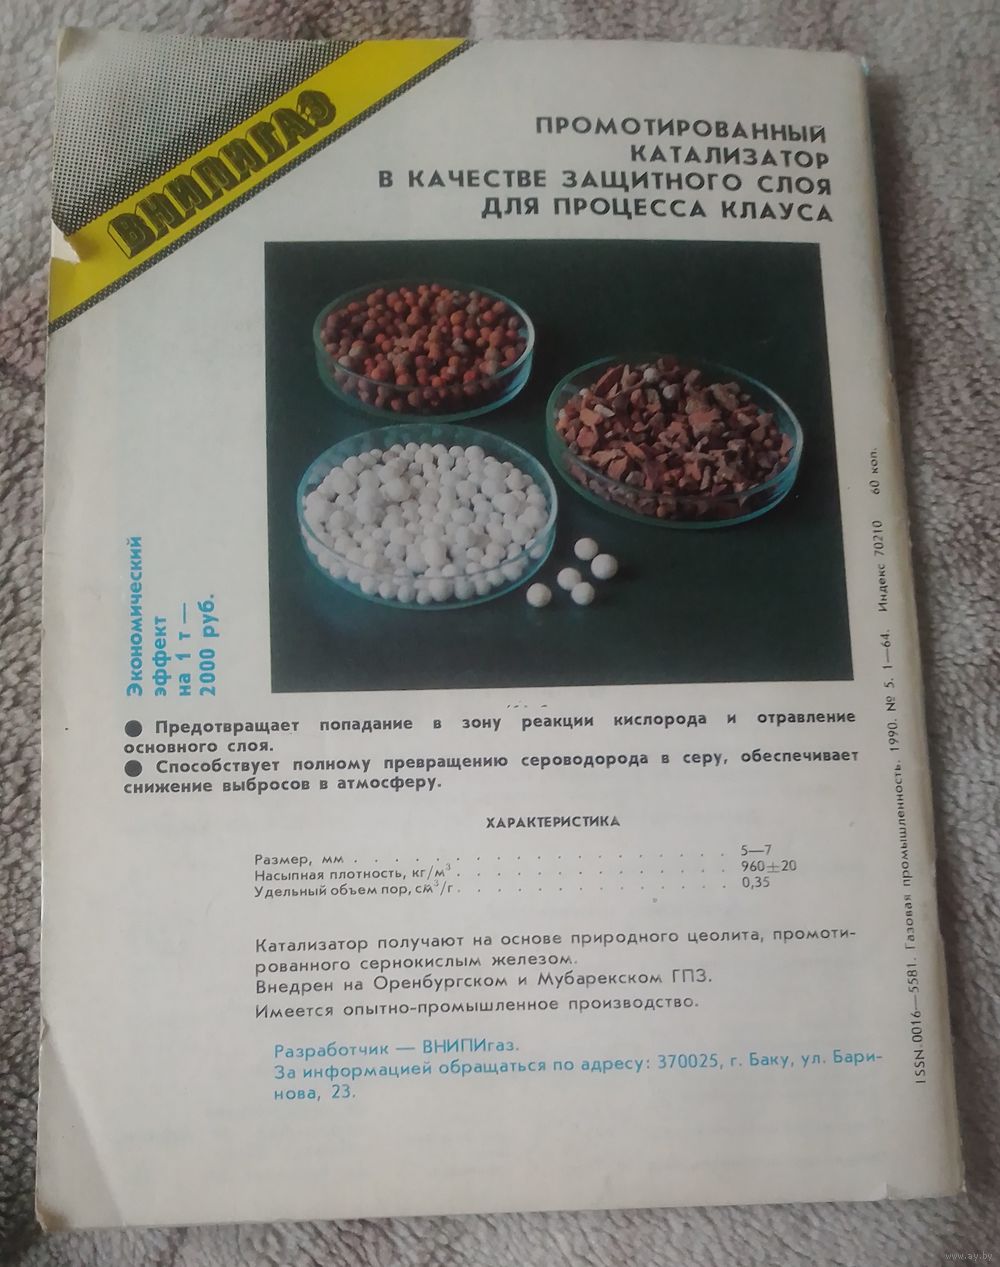 ВНИПИГАЗ
ПРОМОТИРОВАННЫЙ
КАТАЛИЗАТОР
В КАЧЕСТВЕ ЗАЩИТНОГО СЛОЯ
ДЛЯ ПРОЦЕССА КЛАУСА
Экономический
эффект
на 1 т —
2000 руб.
● Предотвращает попадание в зону реакции кислорода и отравление
основного слоя.
● Способствует полному превращению сероводорода в серу, обеспечивает
снижение выбросов в атмосферу.
ХАРАКТЕРИСТИКА
Размер, мм . . . . . . . . . . . . . . . . . . 5—7
Насыпная плотность, кг/м³ . . . . . . . . . . . . . 960±20
Удельный объем пор, см³/г . . . . . . . . . . . . . 0,35
Катализатор получают на основе природного цеолита, промоти-
рованного сернокислым железом.
Внедрен на Оренбургском и Мубарекском ГПЗ.
Имеется опытно-промышленное производство.
Разработчик — ВНИПИгаз.
За информацией обращаться по адресу: 370025, г. Баку, ул. Бари-
нова, 23.
ISSN 0016—5581. Газовая промышленность. 1990. № 5. 1—64. Индекс 70210 60 коп.
www.ay.by